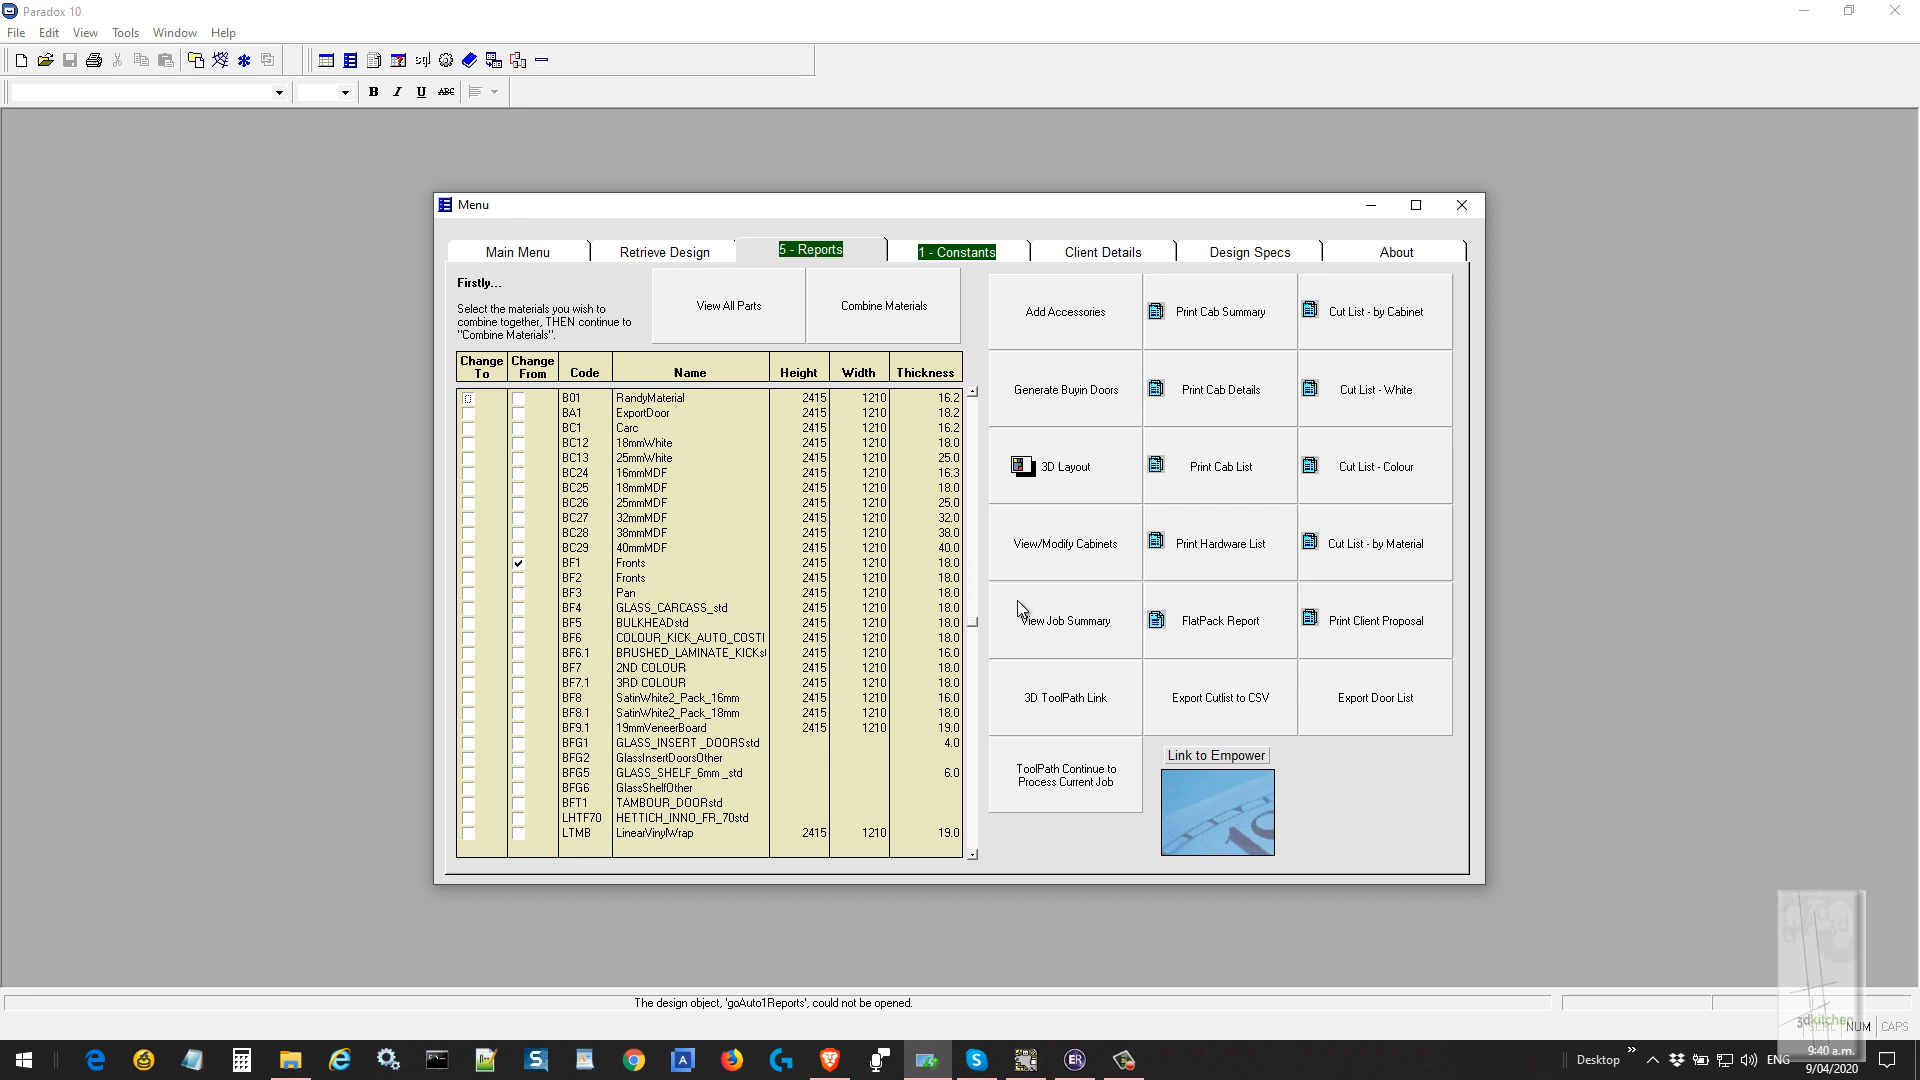 Paradox 10
File Edit View Tools Window Help
sql
B I U ABC
Menu
Main Menu Retrieve Design 5 - Reports 1 - Constants Client Details Design Specs About
Firstly...
Select the materials you wish to
combine together, THEN continue to
"Combine Materials".
View All Parts Combine Materials
Change To Change From Code Name Height Width Thickness
B01 RandyMaterial 2415 1210 16.2
BA1 ExportDoor 2415 1210 18.2
BC1 Carc 2415 1210 16.2
BC12 18mmWhite 2415 1210 18.0
BC13 25mmWhite 2415 1210 25.0
BC24 16mmMDF 2415 1210 16.3
BC25 18mmMDF 2415 1210 18.0
BC26 25mmMDF 2415 1210 25.0
BC27 32mmMDF 2415 1210 32.0
BC28 38mmMDF 2415 1210 38.0
BC29 40mmMDF 2415 1210 40.0
BF1 Fronts 2415 1210 18.0
BF2 Fronts 2415 1210 18.0
BF3 Pan 2415 1210 18.0
BF4 GLASS_CARCASS_std 2415 1210 18.0
BF5 BULKHEADstd 2415 1210 18.0
BF6 COLOUR_KICK_AUTO_COSTI 2415 1210 18.0
BF6.1 BRUSHED_LAMINATE_KICKs 2415 1210 16.0
BF7 2ND COLOUR 2415 1210 18.0
BF7.1 3RD COLOUR 2415 1210 18.0
BF8 SatinWhite2_Pack_16mm 2415 1210 16.0
BF8.1 SatinWhite2_Pack_18mm 2415 1210 18.0
BF9.1 19mmVeneerBoard 2415 1210 19.0
BFG1 GLASS_INSERT _DOORSstd 4.0
BFG2 GlassInsertDoorsOther
BFG5 GLASS_SHELF_6mm _std 6.0
BFG6 GlassShelfOther
BFT1 TAMBOUR_DOORstd
LHTF70 HETTICH_INNO_FR_70std
LTMB LinearVinylWrap 2415 1210 19.0
Add Accessories Print Cab Summary Cut List - by Cabinet
Generate Buyin Doors Print Cab Details Cut List - White
3D Layout Print Cab List Cut List - Colour
View/Modify Cabinets Print Hardware List Cut List - by Material
View Job Summary FlatPack Report Print Client Proposal
3D ToolPath Link Export Cutlist to CSV Export Door List
ToolPath Continue to
Process Current Job
Link to Empower
The design object, 'goAuto1Reports', could not be opened.
3dkitchen
NUM CAPS
Desktop ENG
9:40 a.m.
9/04/2020